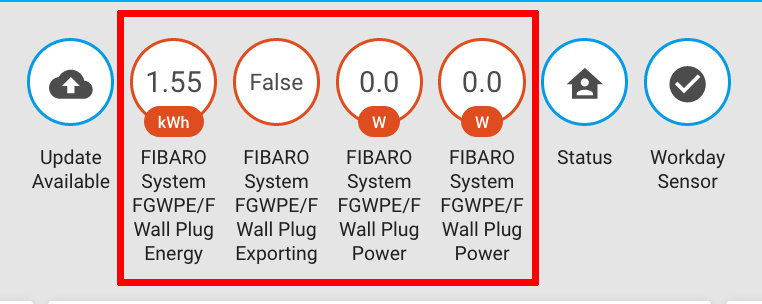 1.55
kWh
False
0.0
W
0.0
W
Update
Available
FIBARO
System
FGWPE/F
Wall Plug
Energy
FIBARO
System
FGWPE/F
Wall Plug
Exporting
FIBARO
System
FGWPE/F
Wall Plug
Power
FIBARO
System
FGWPE/F
Wall Plug
Power
Status
Workday
Sensor